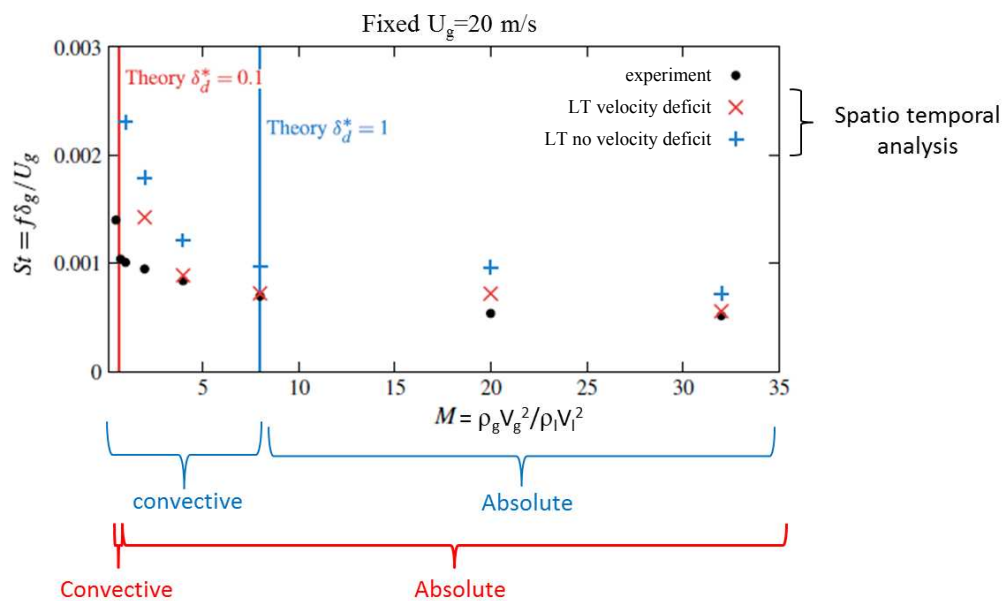 Fixed U_g=20 m/s
0.003
0.002
0.001
0
St = fδ_g/U_g
Theory δ_d^* = 0.1
Theory δ_d^* = 1
experiment
LT velocity deficit
LT no velocity deficit
Spatio temporal
analysis
5
10
15
20
25
30
35
M = ρ_gV_g²/ρ_lV_l²
convective
Absolute
Convective
Absolute